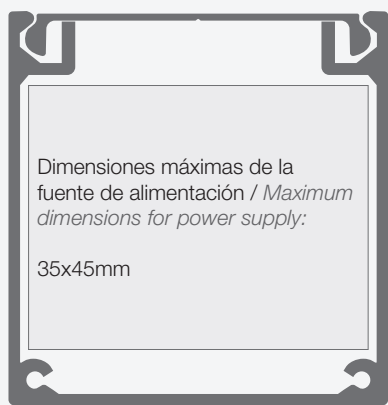 Dimensiones máximas de la
fuente de alimentación / Maximum
dimensions for power supply:
35x45mm